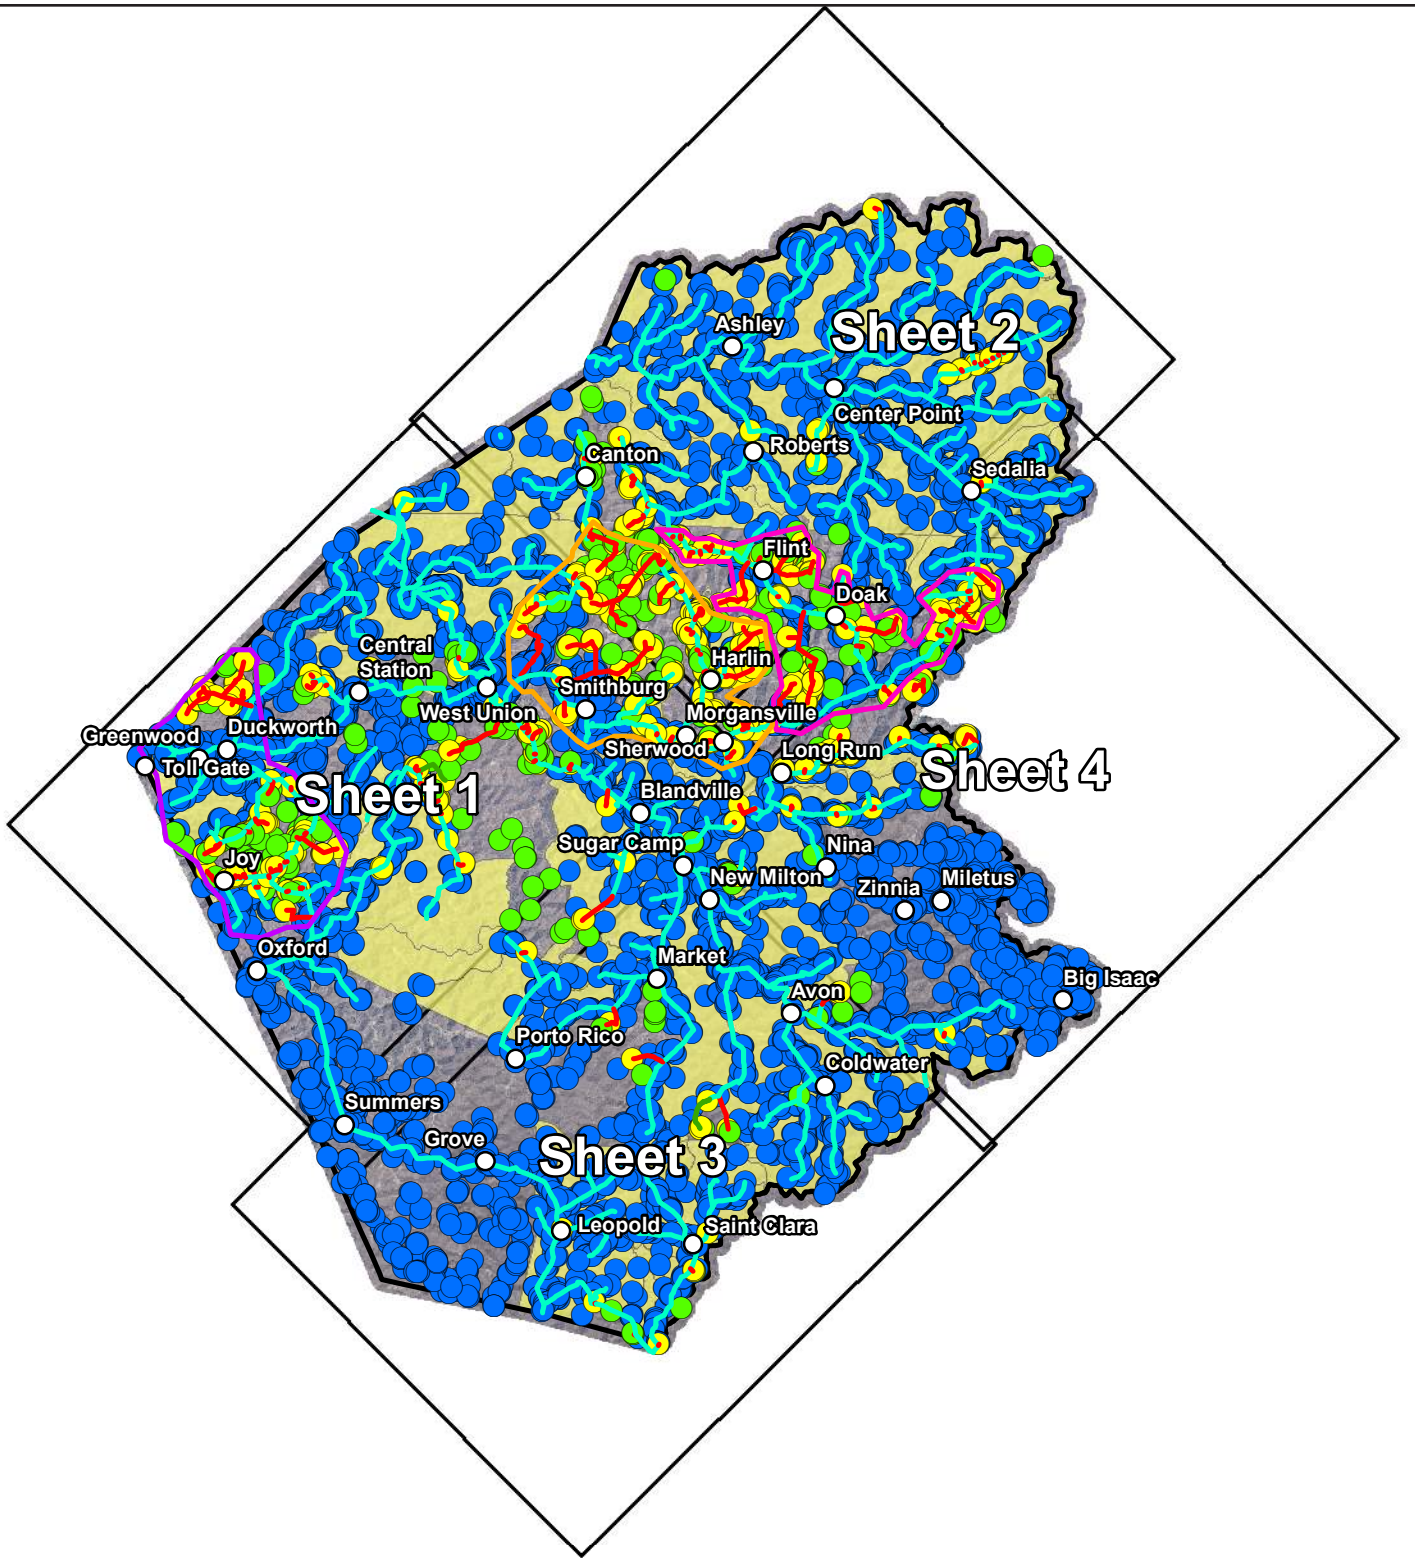 Ashley
Sheet 2
Center Point
Roberts
Canton
Sedalia
Flint
Doak
Central
Station
Harlin
Smithburg
West Union
Morgansville
Greenwood
Duckworth
Sherwood
Long Run
Toll Gate
Sheet 4
Sheet 1
Blandville
Sugar Camp
Nina
Joy
New Milton
Zinnia
Miletus
Oxford
Market
Big Isaac
Avon
Porto Rico
Coldwater
Summers
Grove
Sheet 3
Leopold
Saint Clara